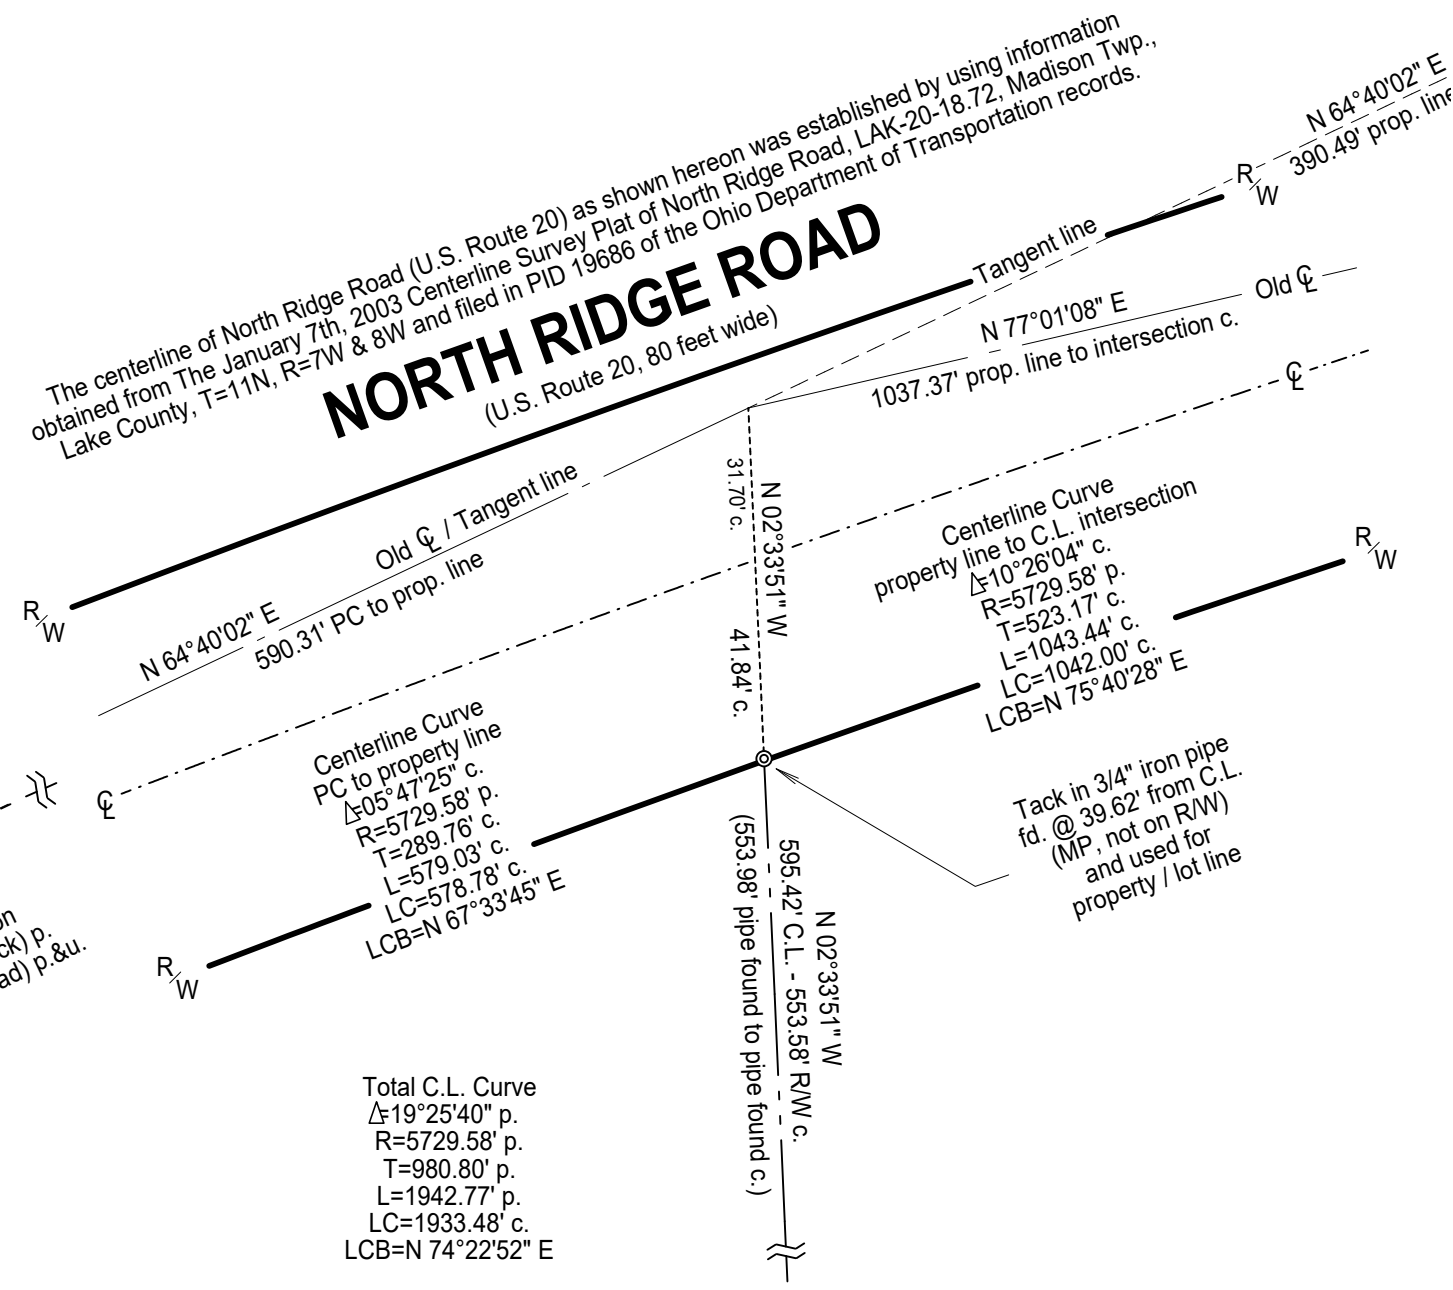 The centerline of North Ridge Road (U.S. Route 20) as shown hereon was established by using information
obtained from The January 7th, 2003 Centerline Survey Plat of North Ridge Road, LAK-20-18.72, Madison Twp.,
Lake County, T=11N, R=7W & 8W and filed in PID 19686 of the Ohio Department of Transportation records.
NORTH RIDGE ROAD
(U.S. Route 20, 80 feet wide)
N 64°40'02" E
390.49' prop. line
R/W
Tangent line
Old ℄
N 77°01'08" E
1037.37' prop. line to intersection c.
℄
Old ℄ / Tangent line
N 64°40'02" E
590.31' PC to prop. line
R/W
31.70' c.
N 02°33'51" W
41.84' c.
Centerline Curve
property line to C.L. intersection
Δ=10°26'04" c.
R=5729.58' p.
T=523.17' c.
L=1043.44' c.
LC=1042.00' c.
LCB=N 75°40'28" E
R/W
℄
Centerline Curve
PC to property line
Δ=05°47'25" c.
R=5729.58' p.
T=289.76' c.
L=579.03' c.
LC=578.78' c.
LCB=N 67°33'45" E
R/W
Tack in 3/4" iron pipe
fd. @ 39.62' from C.L.
(MP, not on R/W)
and used for
property / lot line
on
ck) p.
ad) p.&u.
N 02°33'51" W
595.42' C.L. - 553.58' R/W c.
(553.98' pipe found to pipe found c.)
Total C.L. Curve
Δ=19°25'40" p.
R=5729.58' p.
T=980.80' p.
L=1942.77' p.
LC=1933.48' c.
LCB=N 74°22'52" E